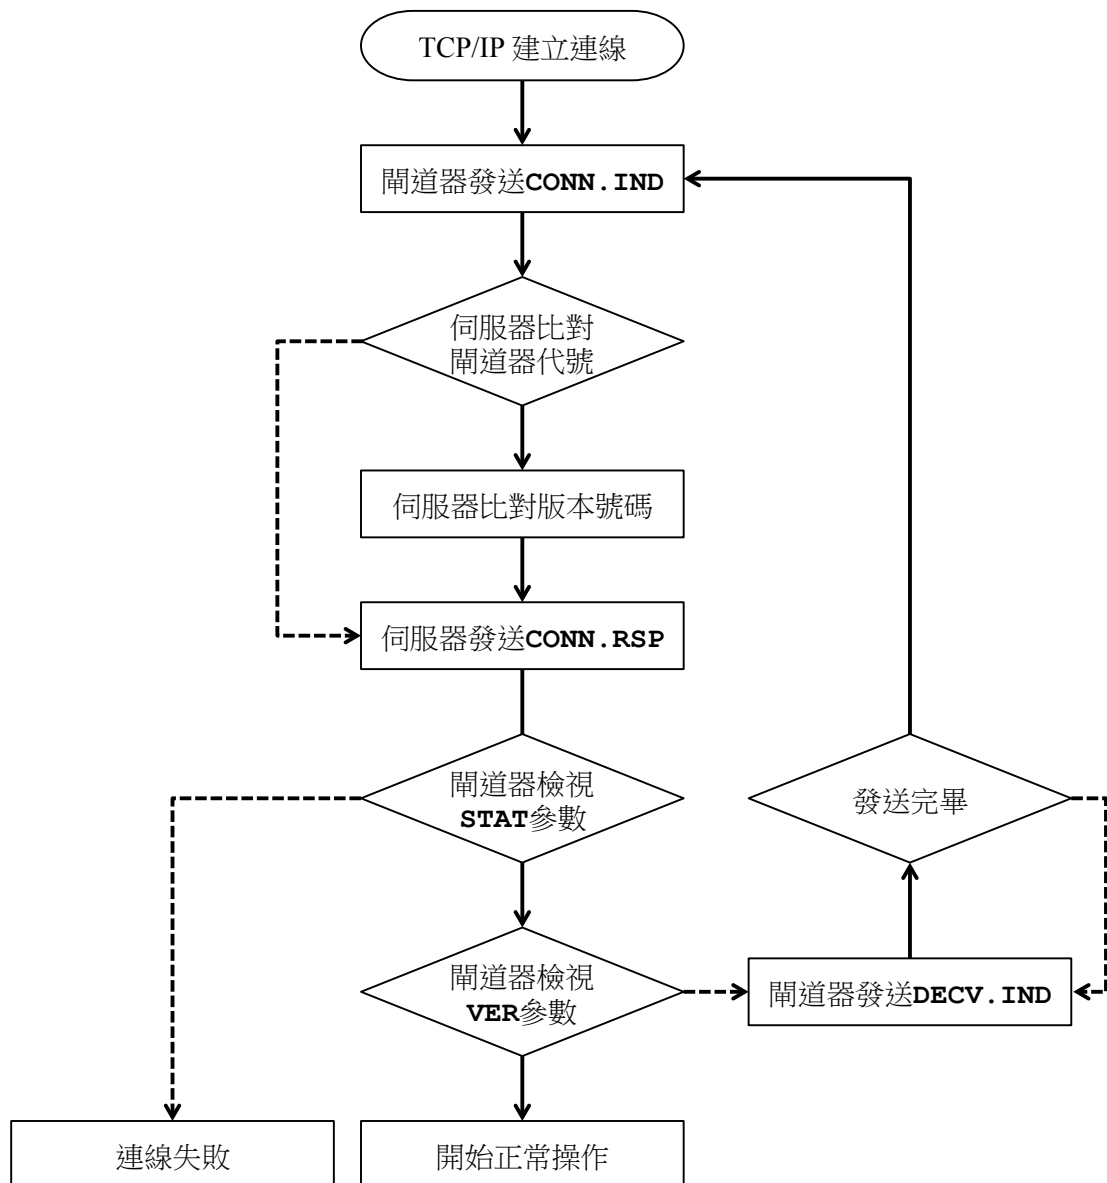 TCP/IP 建立連線
閘道器發送CONN.IND
伺服器比對
閘道器代號
伺服器比對版本號碼
伺服器發送CONN.RSP
閘道器檢視
STAT參數
發送完畢
閘道器檢視
VER參數
閘道器發送DECV.IND
連線失敗
開始正常操作